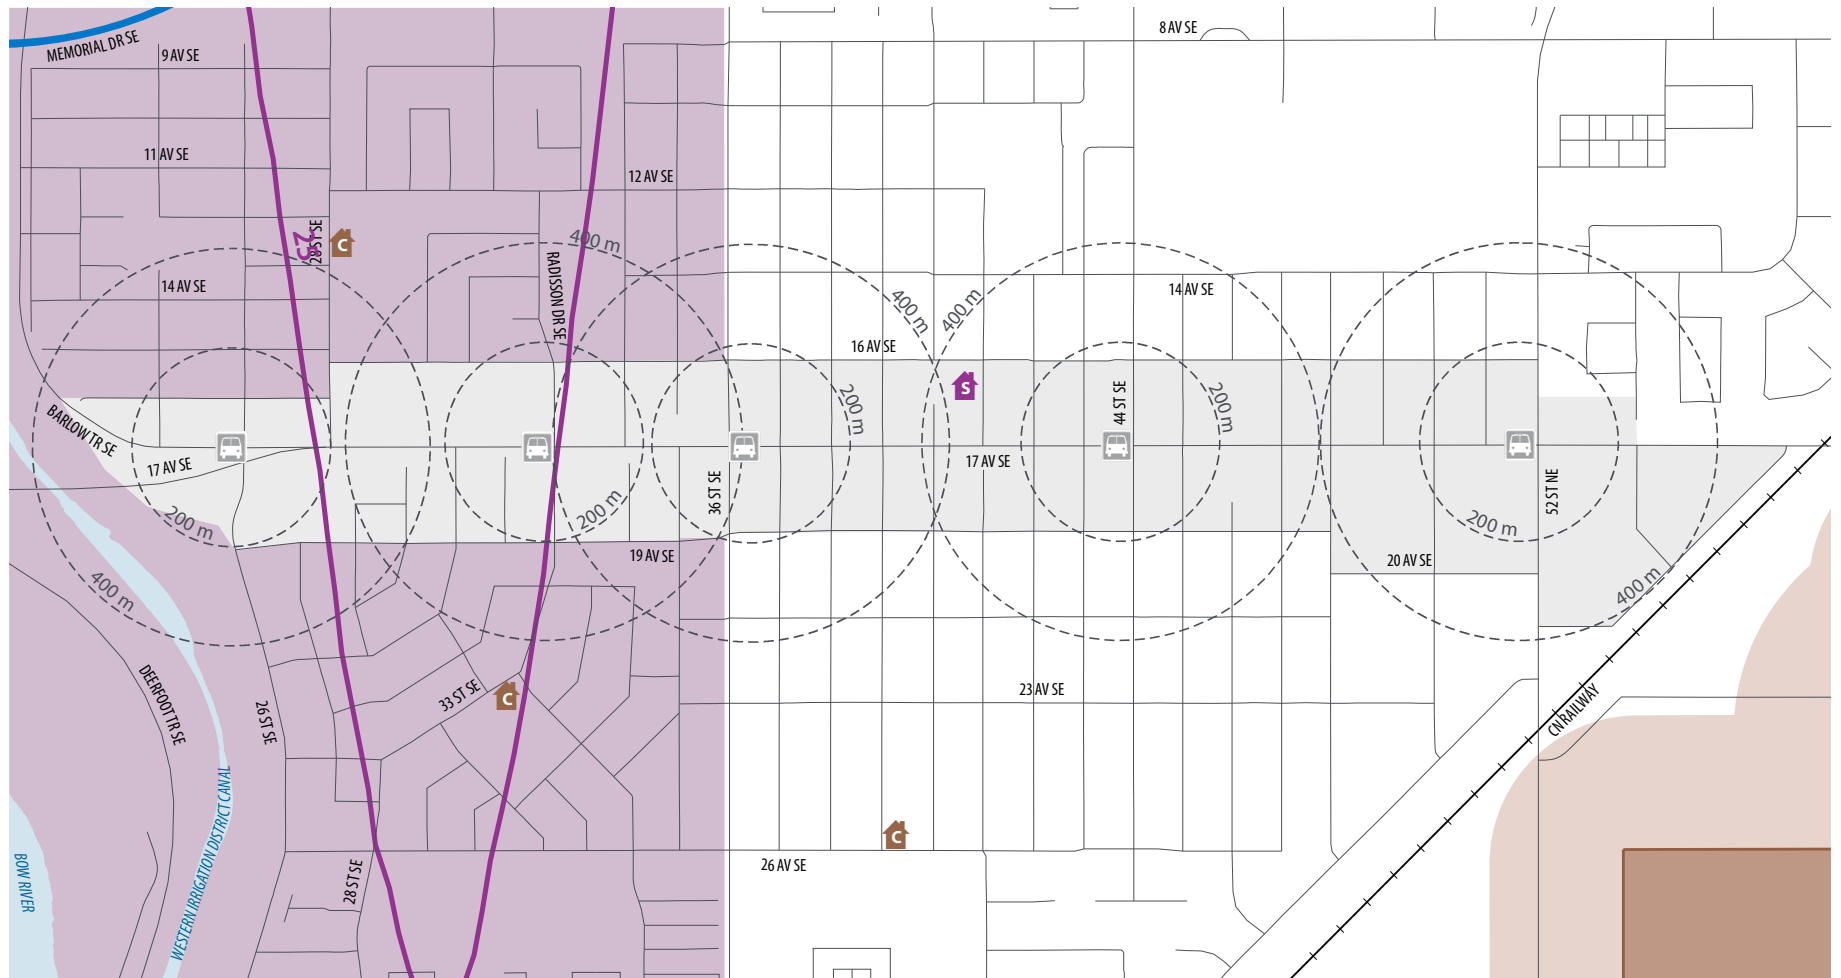 8 AV SE
MEMORIAL DR SE
9 AV SE
11 AV SE
12 AV SE
28 ST SE
25
C
400 m
RADISSON DR SE
14 AV SE
14 AV SE
400 m
400 m
16 AV SE
S
200 m
44 ST SE
200 m
BARLOW TR SE
17 AV SE
17 AV SE
36 ST SE
52 ST NE
200 m
200 m
200 m
19 AV SE
20 AV SE
400 m
400 m
DEERFOOT TR SE
26 ST SE
33 ST SE
C
23 AV SE
CN RAILWAY
WESTERN IRRIGATION DISTRICT CANAL
BOW RIVER
28 ST SE
C
26 AV SE